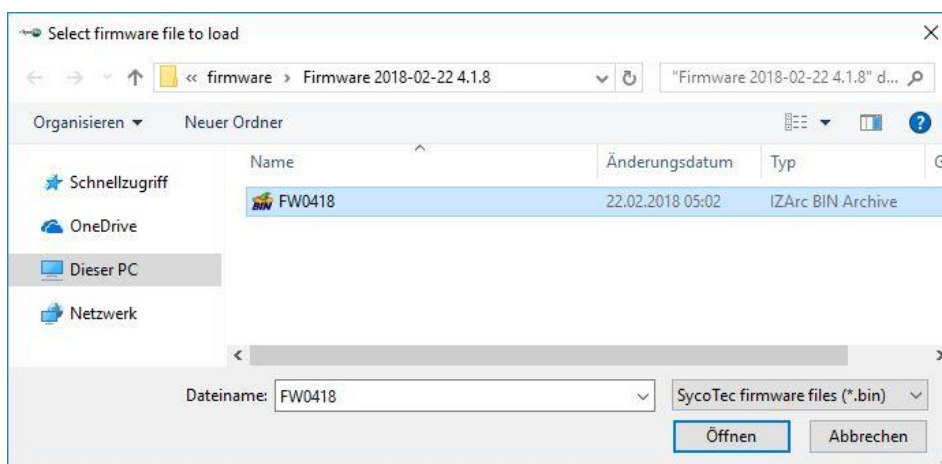 Select firmware file to load
« firmware › Firmware 2018-02-22 4.1.8
"Firmware 2018-02-22 4.1.8" d...
Organisieren
Neuer Ordner
Name
Änderungsdatum
Typ
Schnellzugriff
BIN FW0418
22.02.2018 05:02
IZArc BIN Archive
OneDrive
Dieser PC
Netzwerk
Dateiname: FW0418
SycoTec firmware files (*.bin)
Öffnen
Abbrechen